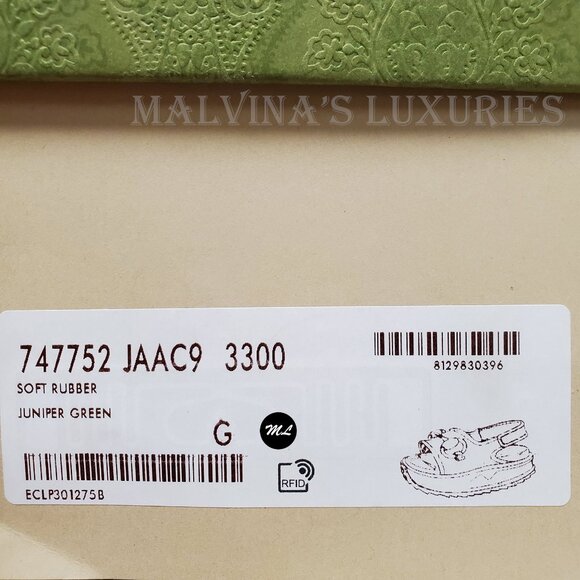 MALVINA'S LUXURIES
747752 JAAC9 3300
8129830396
SOFT RUBBER
JUNIPER GREEN
G ML
RFID
ECLP301275B